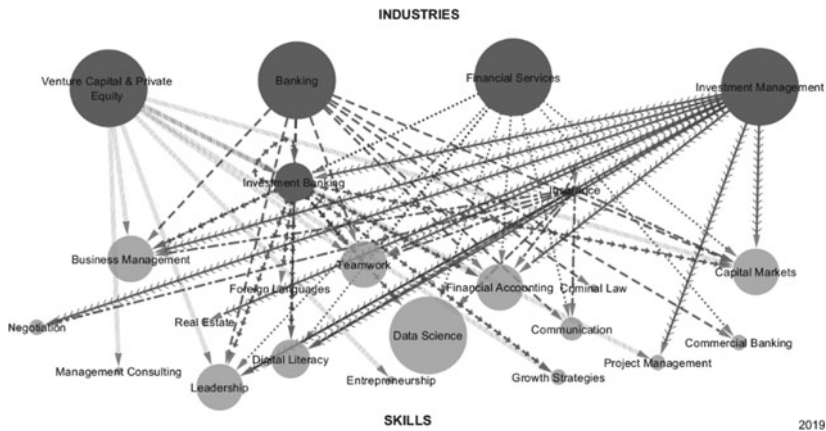 INDUSTRIES
Venture Capital & Private
Equity
Banking
Financial Services
Investment Management
Investment Banking
Insurance
Business Management
Teamwork
Capital Markets
Foreign Languages
Financial Accounting
Criminal Law
Negotiation
Real Estate
Data Science
Communication
Commercial Banking
Management Consulting
Digital Literacy
Project Management
Leadership
Entrepreneurship
Growth Strategies
SKILLS
2019